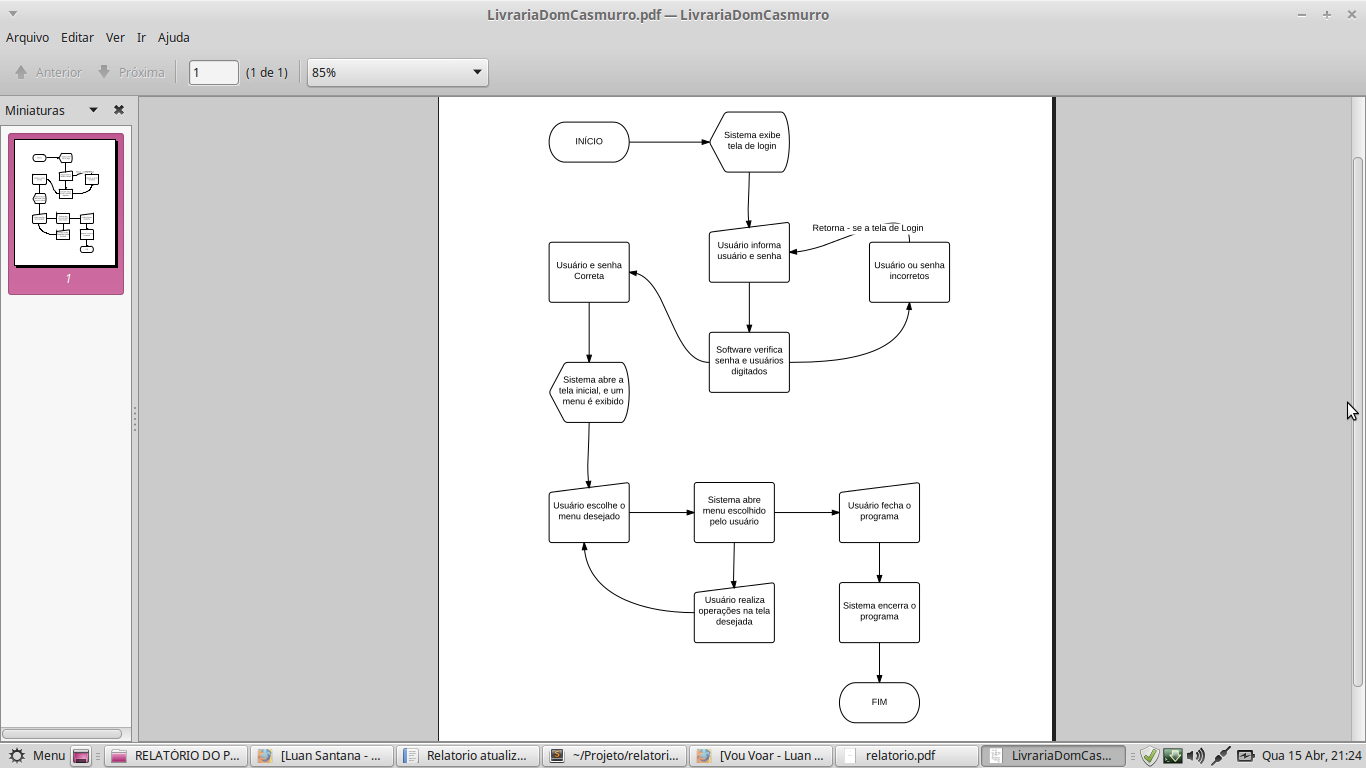 LivrariaDomCasmurro.pdf — LivrariaDomCasmurro
Arquivo Editar Ver Ir Ajuda
Anterior Próxima 1 (1 de 1) 85%
Miniaturas
1
INÍCIO
Sistema exibe
tela de login
Usuário informa
usuário e senha
Retorna - se a tela de Login
Usuário ou senha
incorretos
Usuário e senha
Correta
Software verifica
senha e usuários
digitados
Sistema abre a
tela inicial, e um
menu é exibido
Usuário escolhe o
menu desejado
Sistema abre
menu escolhido
pelo usuário
Usuário fecha o
programa
Usuário realiza
operações na tela
desejada
Sistema encerra o
programa
FIM
Menu RELATÓRIO DO P... [Luan Santana - ... Relatorio atualiz... ~/Projeto/relatori... [Vou Voar - Luan ... relatorio.pdf LivrariaDomCas... Qua 15 Abr, 21:24